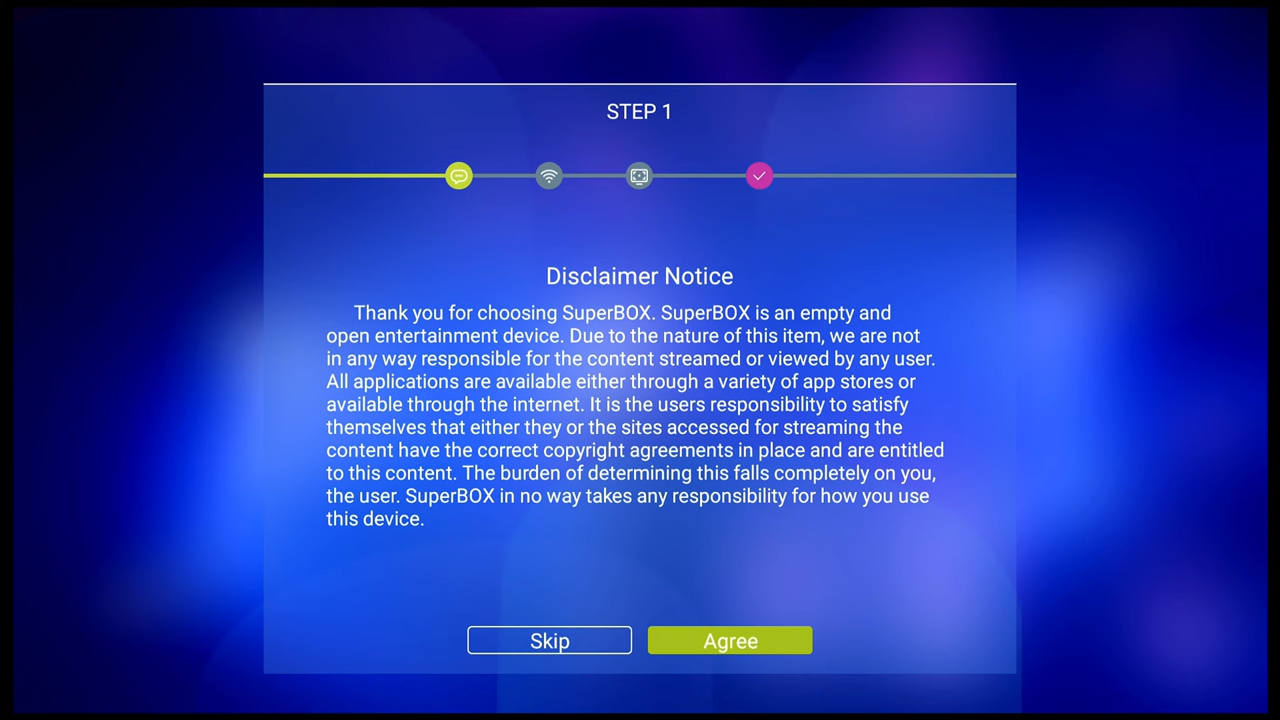 STEP 1
Disclaimer Notice
Thank you for choosing SuperBOX. SuperBOX is an empty and
open entertainment device. Due to the nature of this item, we are not
in any way responsible for the content streamed or viewed by any user.
All applications are available either through a variety of app stores or
available through the internet. It is the users responsibility to satisfy
themselves that either they or the sites accessed for streaming the
content have the correct copyright agreements in place and are entitled
to this content. The burden of determining this falls completely on you,
the user. SuperBOX in no way takes any responsibility for how you use
this device.
Skip
Agree